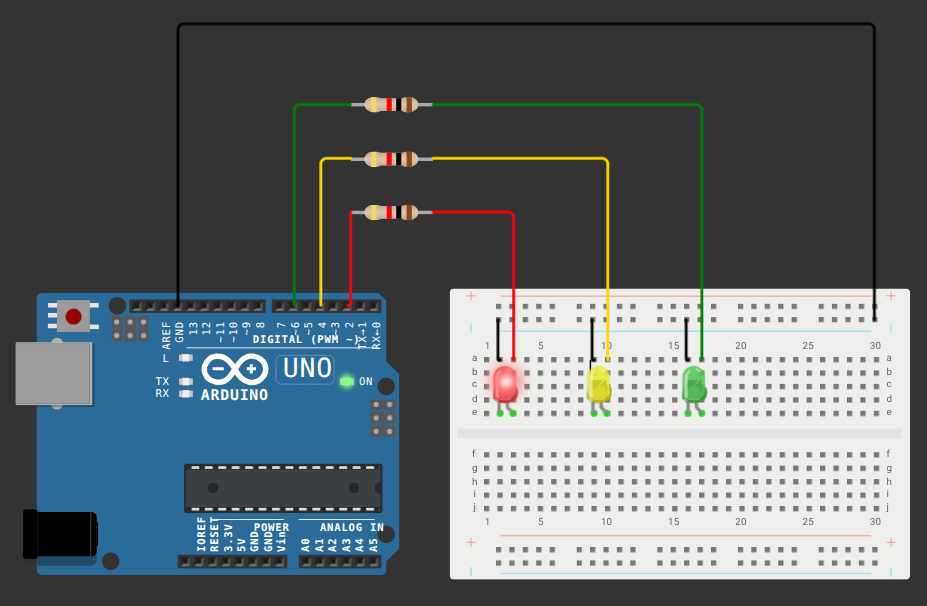 AREF
GND
13
12
~11
~10
~9
8
7
~6
~5
4
~3
2
TX→1
RX←0
DIGITAL (PWM ~)
L
TX
RX
UNO
ON
ARDUINO
IOREF
RESET
3.3V
5V
GND
GND
Vin
POWER
ANALOG IN
A0
A1
A2
A3
A4
A5
1 5 10 15 20 25 30
a a
b b
c c
d d
e e
f f
g g
h h
i i
j j
1 5 10 15 20 25 30